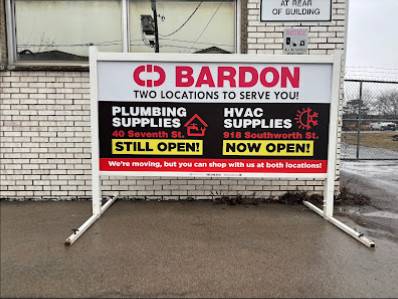 AT REAR
OF BUILDING
BARDON
TWO LOCATIONS TO SERVE YOU!
PLUMBING
SUPPLIES
40 Seventh St.
STILL OPEN!
HVAC
SUPPLIES
918 Southworth St.
NOW OPEN!
We're moving, but you can shop with us at both locations!